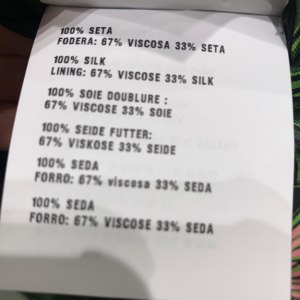 100% SETA
FODERA: 67% VISCOSA 33% SETA
100% SILK
LINING: 67% VISCOSE 33% SILK
100% SOIE DOUBLURE :
67% VISCOSE 33% SOIE
100% SEIDE FUTTER:
67% VISKOSE 33% SEIDE
100% SEDA
FORRO: 67% viscosa 33% SEDA
100% SEDA
FORRO: 67% VISCOSE 33% SEDA